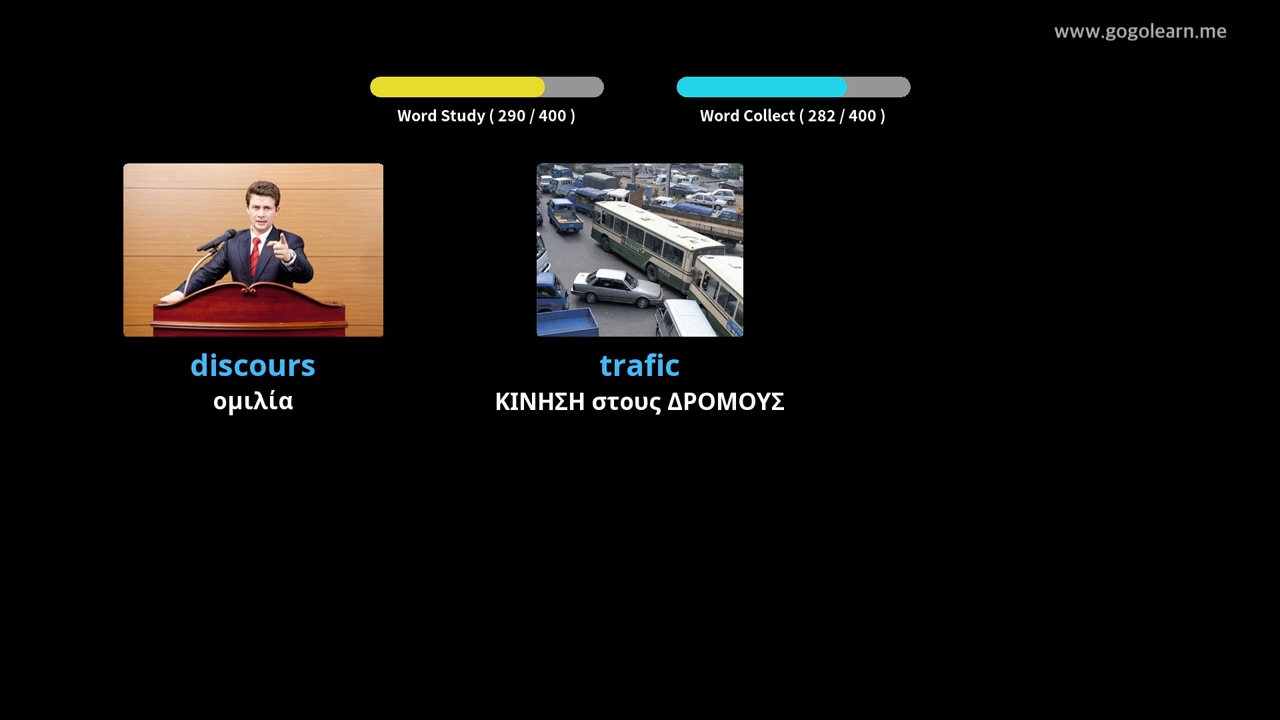 www.gogolearn.me
Word Study ( 290 / 400 )
Word Collect ( 282 / 400 )
discours
ομιλία
trafic
ΚΙΝΗΣΗ στους ΔΡΟΜΟΥΣ